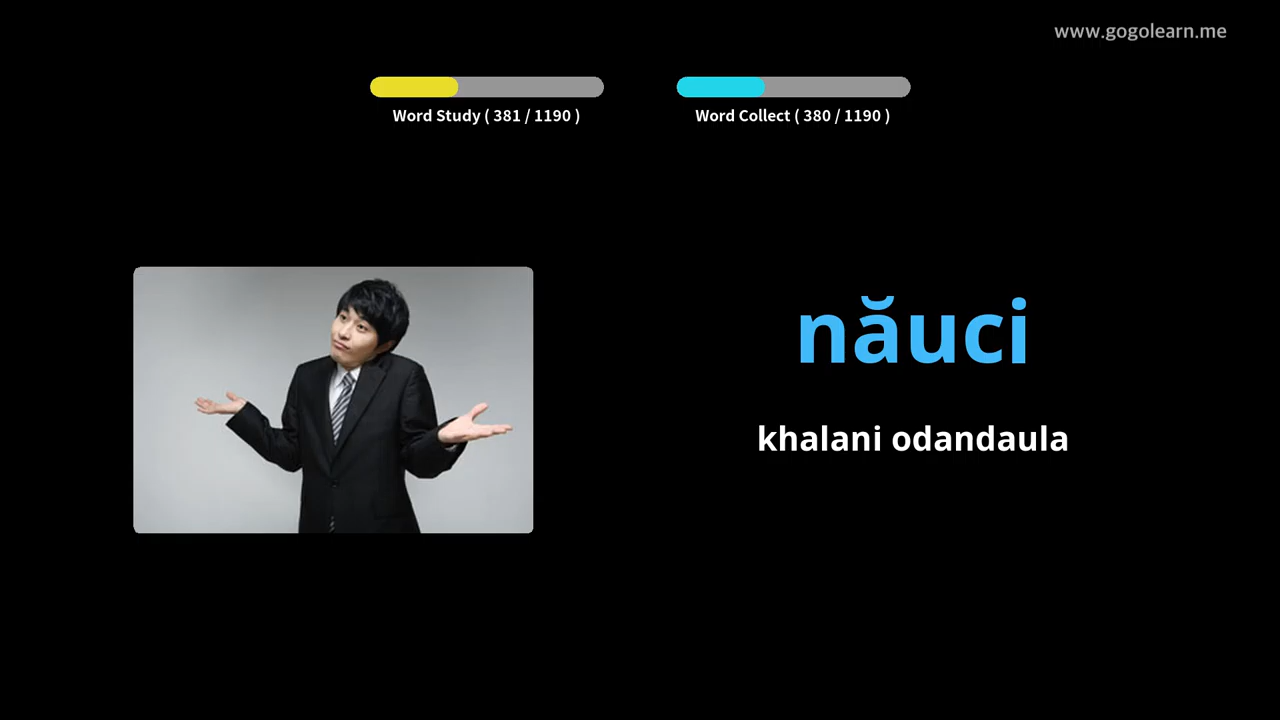 www.gogolearn.me
Word Study ( 381 / 1190 )
Word Collect ( 380 / 1190 )
năuci
khalani odandaula